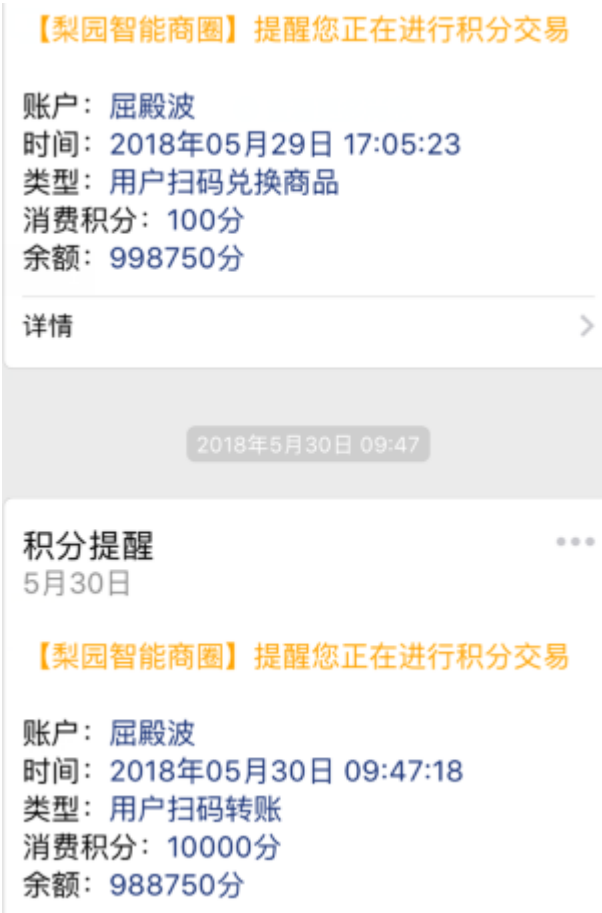 【梨园智能商圈】提醒您正在进行积分交易
账户：屈殿波
时间：2018年05月29日 17:05:23
类型：用户扫码兑换商品
消费积分：100分
余额：998750分
详情
2018年5月30日 09:47
积分提醒
5月30日
【梨园智能商圈】提醒您正在进行积分交易
账户：屈殿波
时间：2018年05月30日 09:47:18
类型：用户扫码转账
消费积分：10000分
余额：988750分